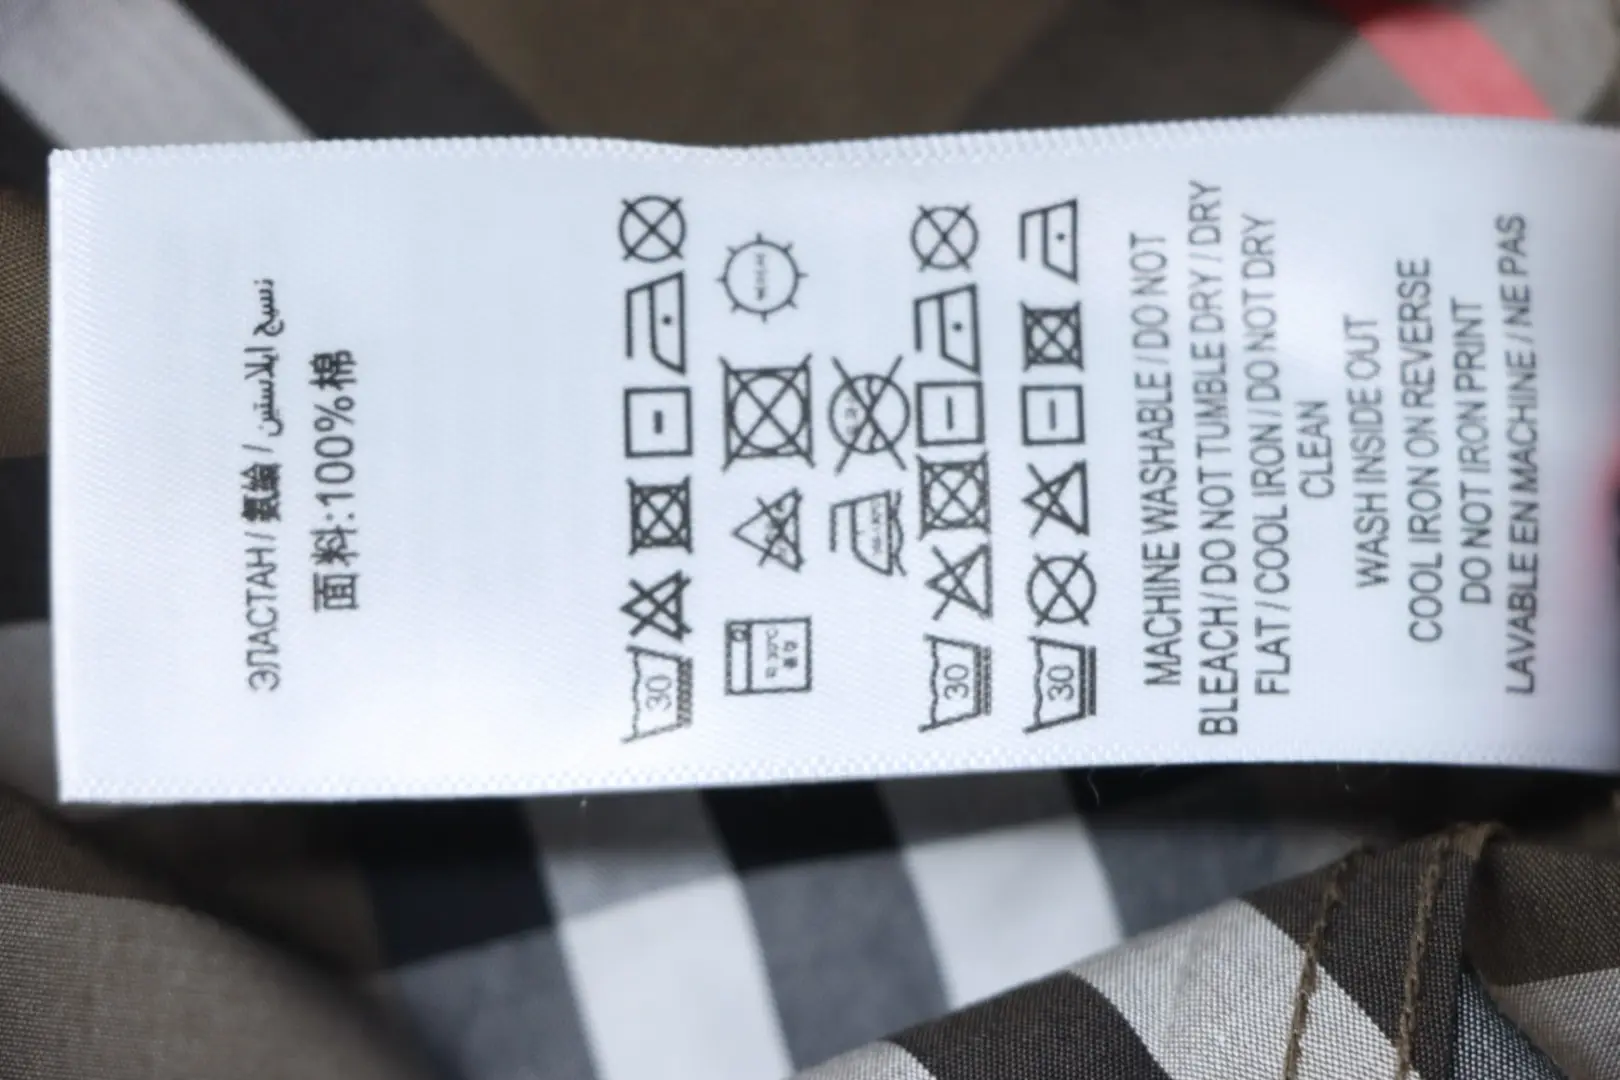 ЭЛАСТАН / 氨綸 / نسيج ايلاستين
面料:100%棉
30
30
30
MACHINE WASHABLE / DO NOT
BLEACH / DO NOT TUMBLE DRY / DRY
FLAT / COOL IRON / DO NOT DRY
CLEAN
WASH INSIDE OUT
COOL IRON ON REVERSE
DO NOT IRON PRINT
LAVABLE EN MACHINE / NE PAS